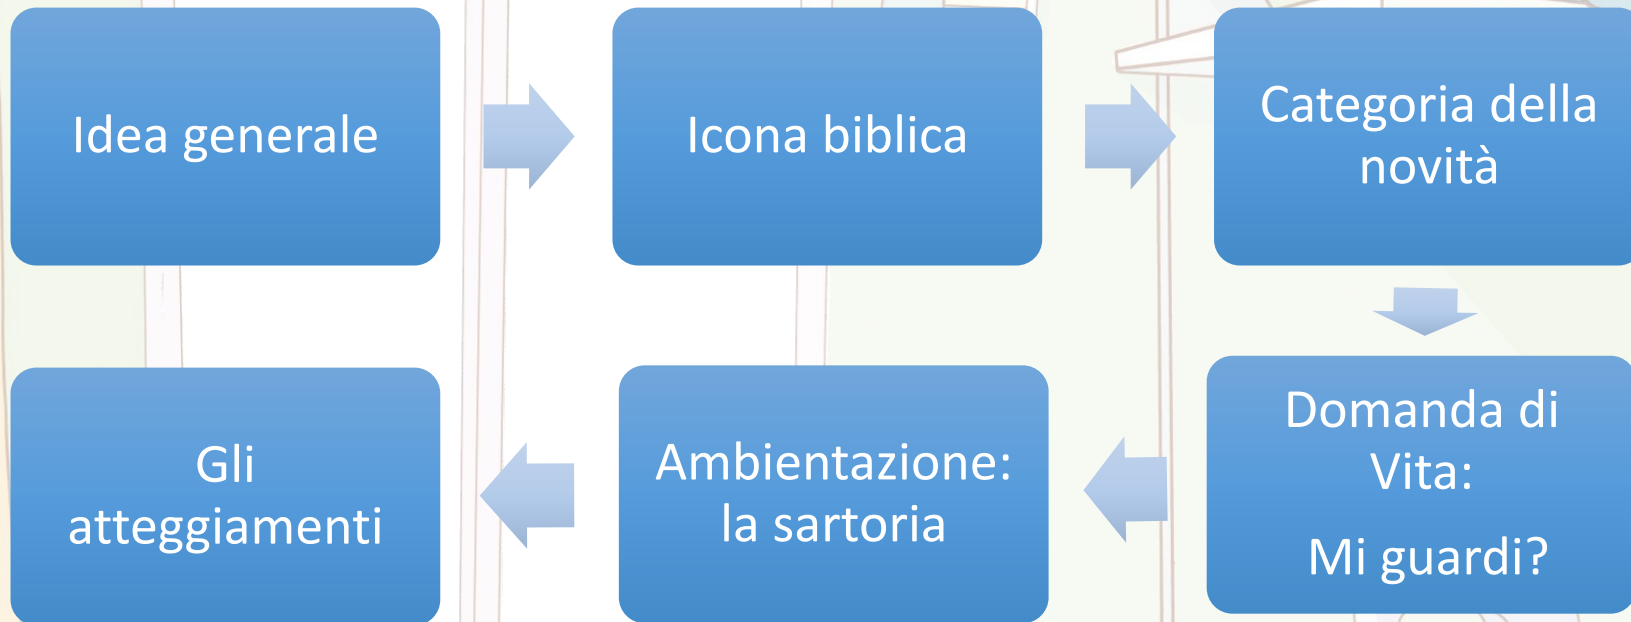 Idea generale
Icona biblica
Categoria della
novità
Domanda di
Vita:
Mi guardi?
Ambientazione:
la sartoria
Gli
atteggiamenti